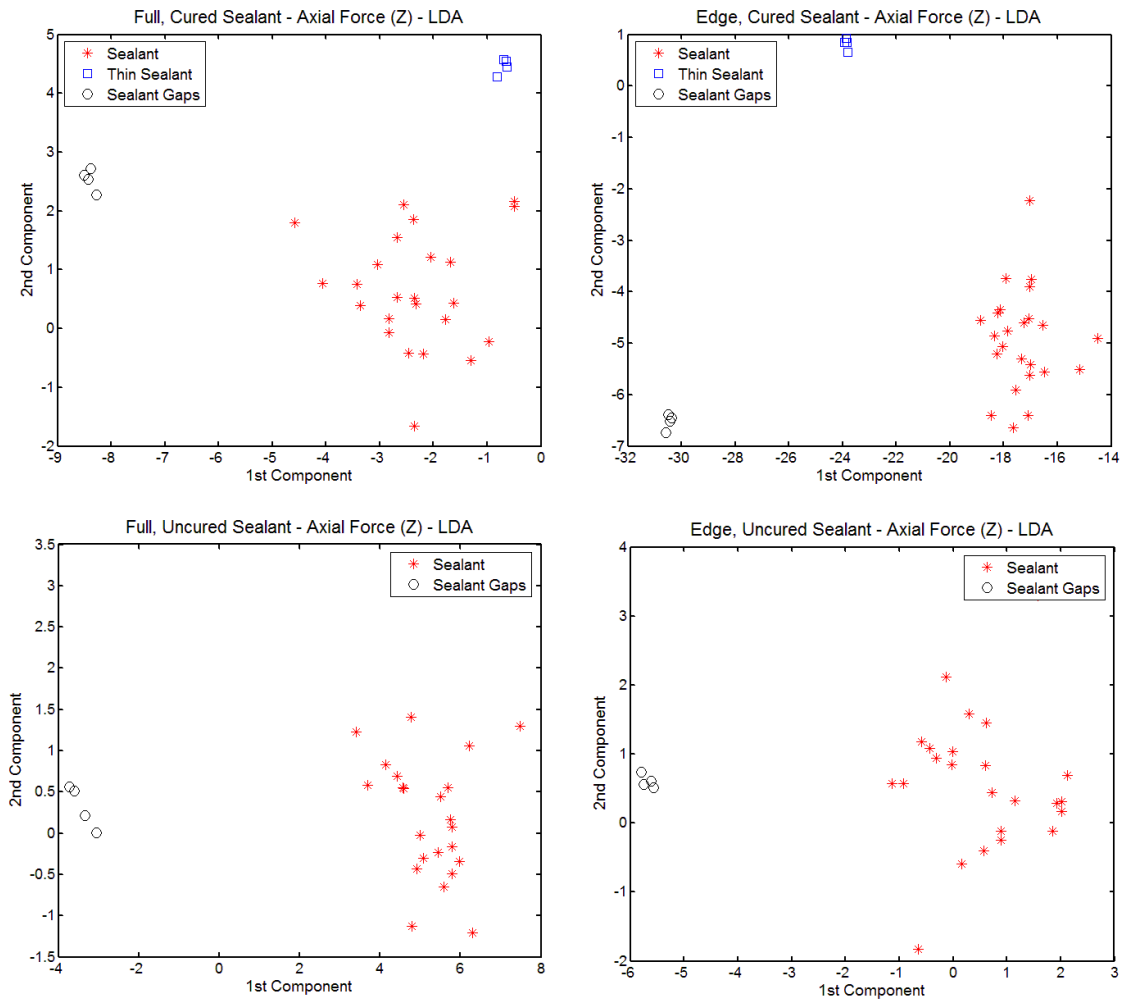 Full, Cured Sealant - Axial Force (Z) - LDA
5
4
3
2
1
0
-1
-2
2nd Component
Sealant
Thin Sealant
Sealant Gaps
-9 -8 -7 -6 -5 -4 -3 -2 -1 0
1st Component
Edge, Cured Sealant - Axial Force (Z) - LDA
1
0
-1
-2
-3
-4
-5
-6
-7
2nd Component
Sealant
Thin Sealant
Sealant Gaps
-32 -30 -28 -26 -24 -22 -20 -18 -16 -14
1st Component
Full, Uncured Sealant - Axial Force (Z) - LDA
3.5
3
2.5
2
1.5
1
0.5
0
-0.5
-1
-1.5
2nd Component
Sealant
Sealant Gaps
-4 -2 0 2 4 6 8
1st Component
Edge, Uncured Sealant - Axial Force (Z) - LDA
4
3
2
1
0
-1
-2
2nd Component
Sealant
Sealant Gaps
-6 -5 -4 -3 -2 -1 0 1 2 3
1st Component